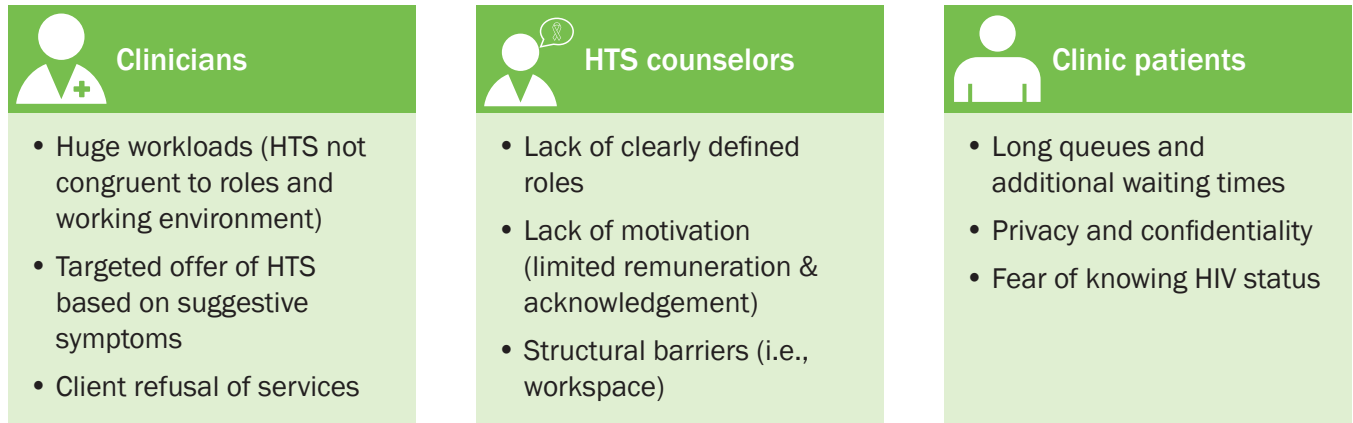 Clinicians
• Huge workloads (HTS not
congruent to roles and
working environment)
• Targeted offer of HTS
based on suggestive
symptoms
• Client refusal of services
HTS counselors
• Lack of clearly defined
roles
• Lack of motivation
(limited remuneration &
acknowledgement)
• Structural barriers (i.e.,
workspace)
Clinic patients
• Long queues and
additional waiting times
• Privacy and confidentiality
• Fear of knowing HIV status